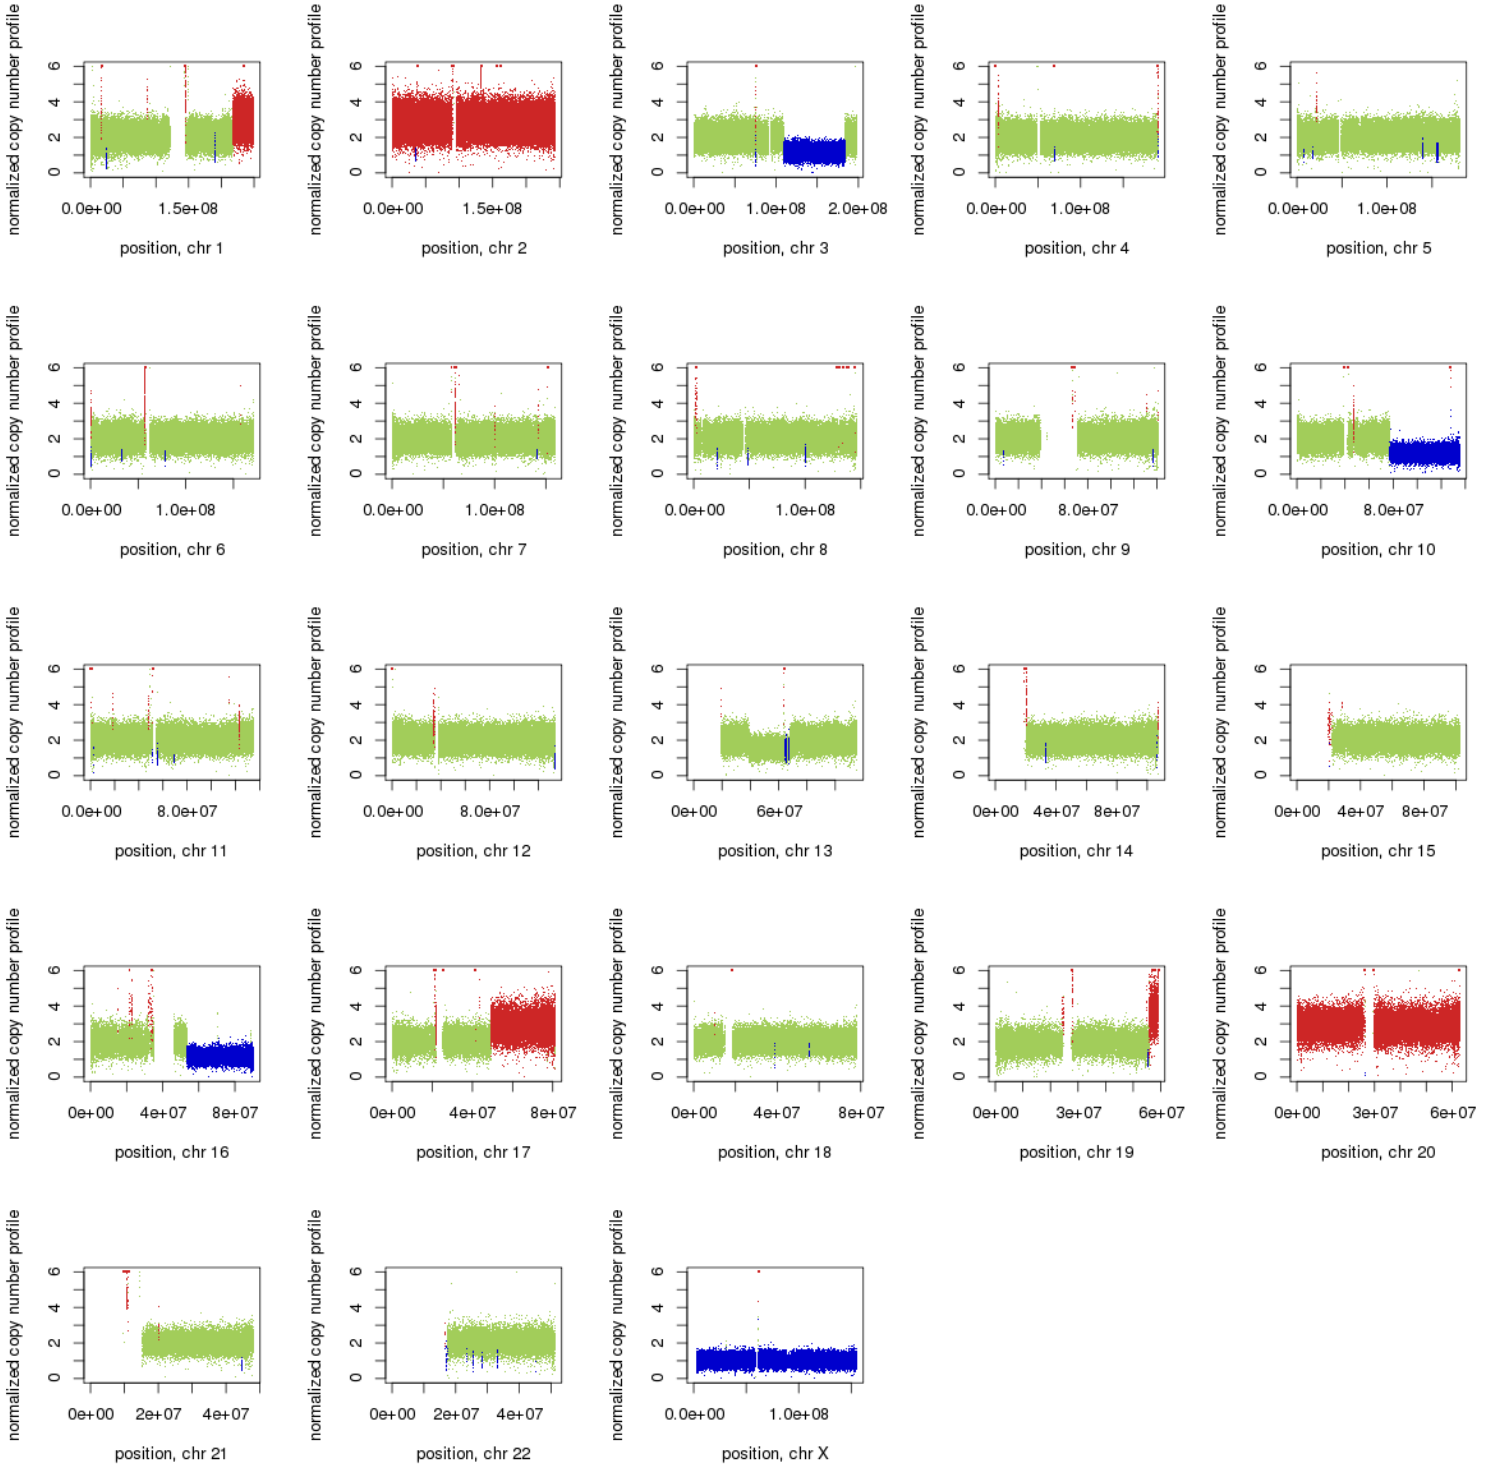 normalized copy number profile
0 2 4 6
0.0e+00 1.5e+08
position, chr 1
normalized copy number profile
0 2 4 6
0.0e+00 1.5e+08
position, chr 2
normalized copy number profile
0 2 4 6
0.0e+00 1.0e+08 2.0e+08
position, chr 3
normalized copy number profile
0 2 4 6
0.0e+00 1.0e+08
position, chr 4
normalized copy number profile
0 2 4 6
0.0e+00 1.0e+08
position, chr 5
normalized copy number profile
0 2 4 6
0.0e+00 1.0e+08
position, chr 6
normalized copy number profile
0 2 4 6
0.0e+00 1.0e+08
position, chr 7
normalized copy number profile
0 2 4 6
0.0e+00 1.0e+08
position, chr 8
normalized copy number profile
0 2 4 6
0.0e+00 8.0e+07
position, chr 9
normalized copy number profile
0 2 4 6
0.0e+00 8.0e+07
position, chr 10
normalized copy number profile
0 2 4 6
0.0e+00 8.0e+07
position, chr 11
normalized copy number profile
0 2 4 6
0.0e+00 8.0e+07
position, chr 12
normalized copy number profile
0 2 4 6
0e+00 6e+07
position, chr 13
normalized copy number profile
0 2 4 6
0e+00 4e+07 8e+07
position, chr 14
normalized copy number profile
0 2 4 6
0e+00 4e+07 8e+07
position, chr 15
normalized copy number profile
0 2 4 6
0e+00 4e+07 8e+07
position, chr 16
normalized copy number profile
0 2 4 6
0e+00 4e+07 8e+07
position, chr 17
normalized copy number profile
0 2 4 6
0e+00 4e+07 8e+07
position, chr 18
normalized copy number profile
0 2 4 6
0e+00 3e+07 6e+07
position, chr 19
normalized copy number profile
0 2 4 6
0e+00 3e+07 6e+07
position, chr 20
normalized copy number profile
0 2 4 6
0e+00 2e+07 4e+07
position, chr 21
normalized copy number profile
0 2 4 6
0e+00 2e+07 4e+07
position, chr 22
normalized copy number profile
0 2 4 6
0.0e+00 1.0e+08
position, chr X